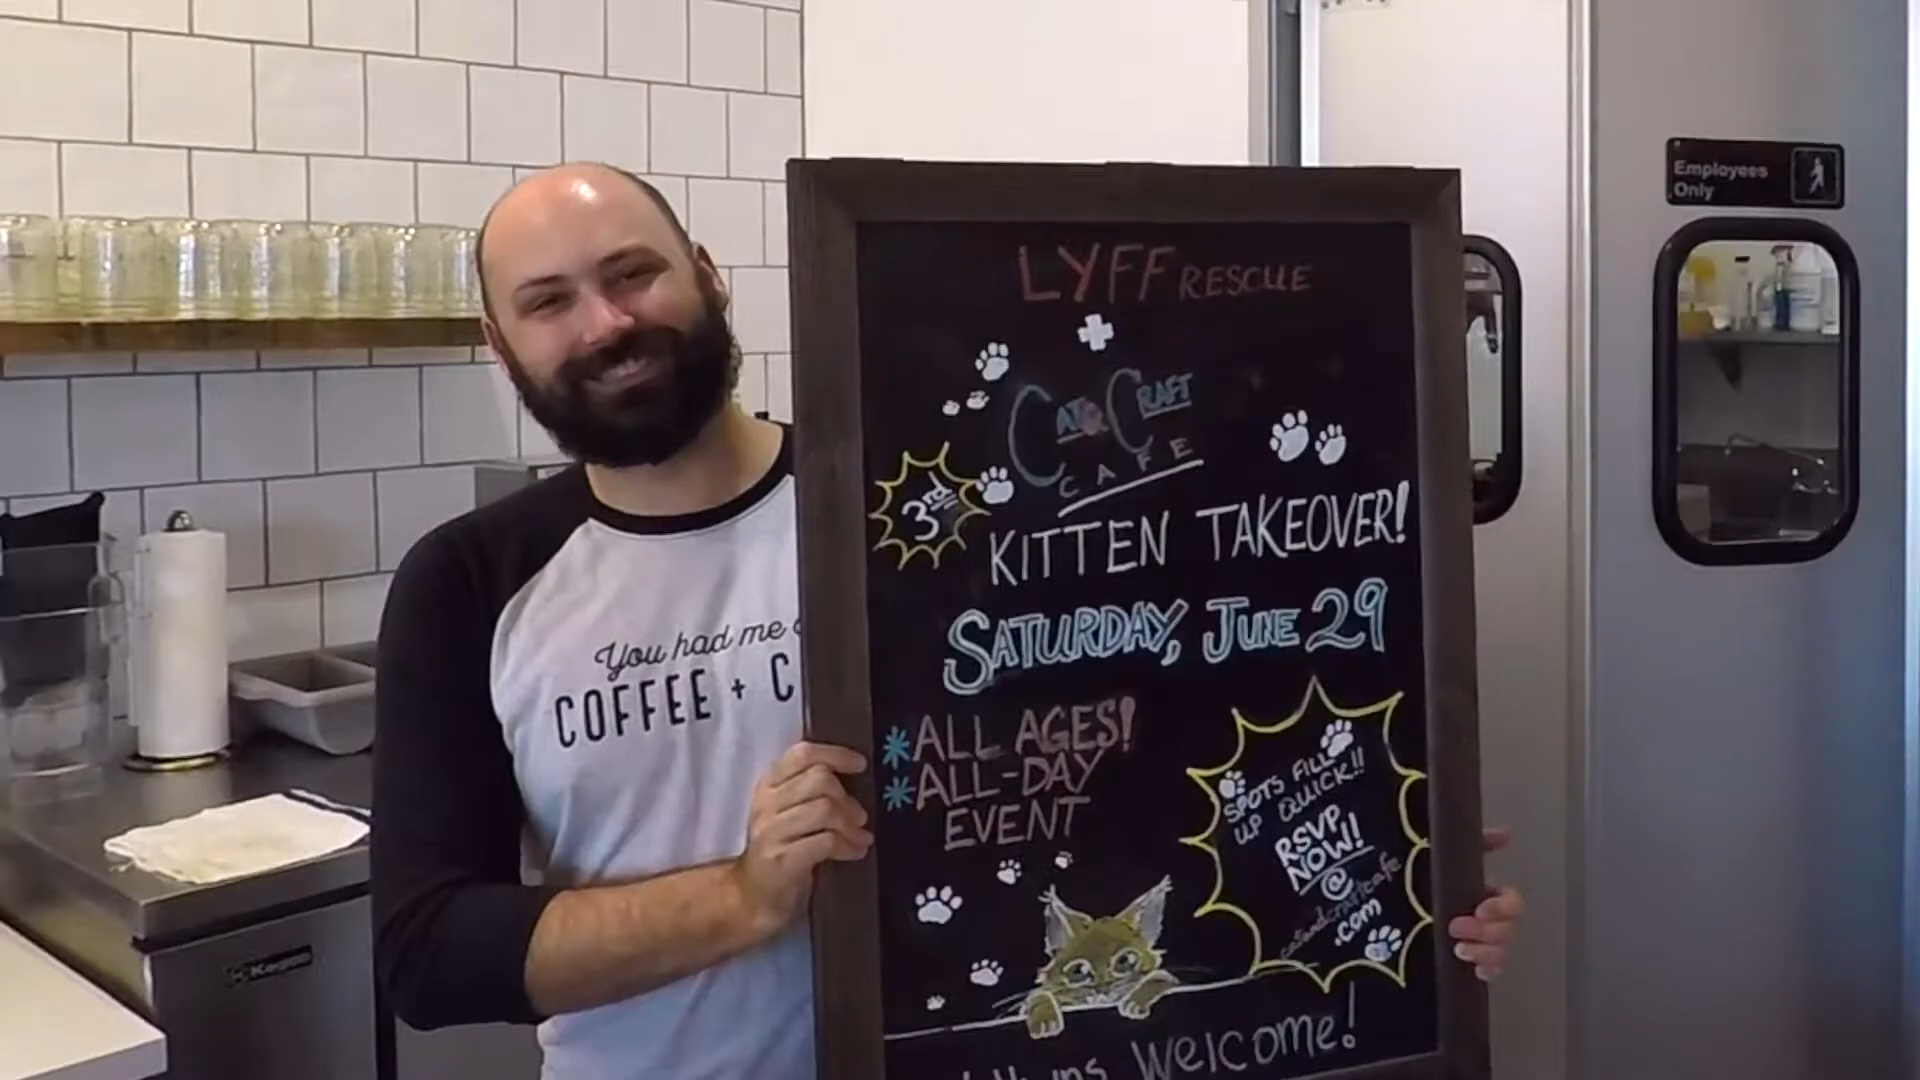 Employees
Only
LYFF RESCUE
CAT & CRAFT
CAFE
3rd
KITTEN TAKEOVER!
SATURDAY, JUNE 29
*ALL AGES!
*ALL-DAY
EVENT
SPOTS FILL
UP QUICK!!
RSVP
NOW!!
@
catandcraftcafe
.com
Welcome!
You had me
COFFEE + C
Kegco